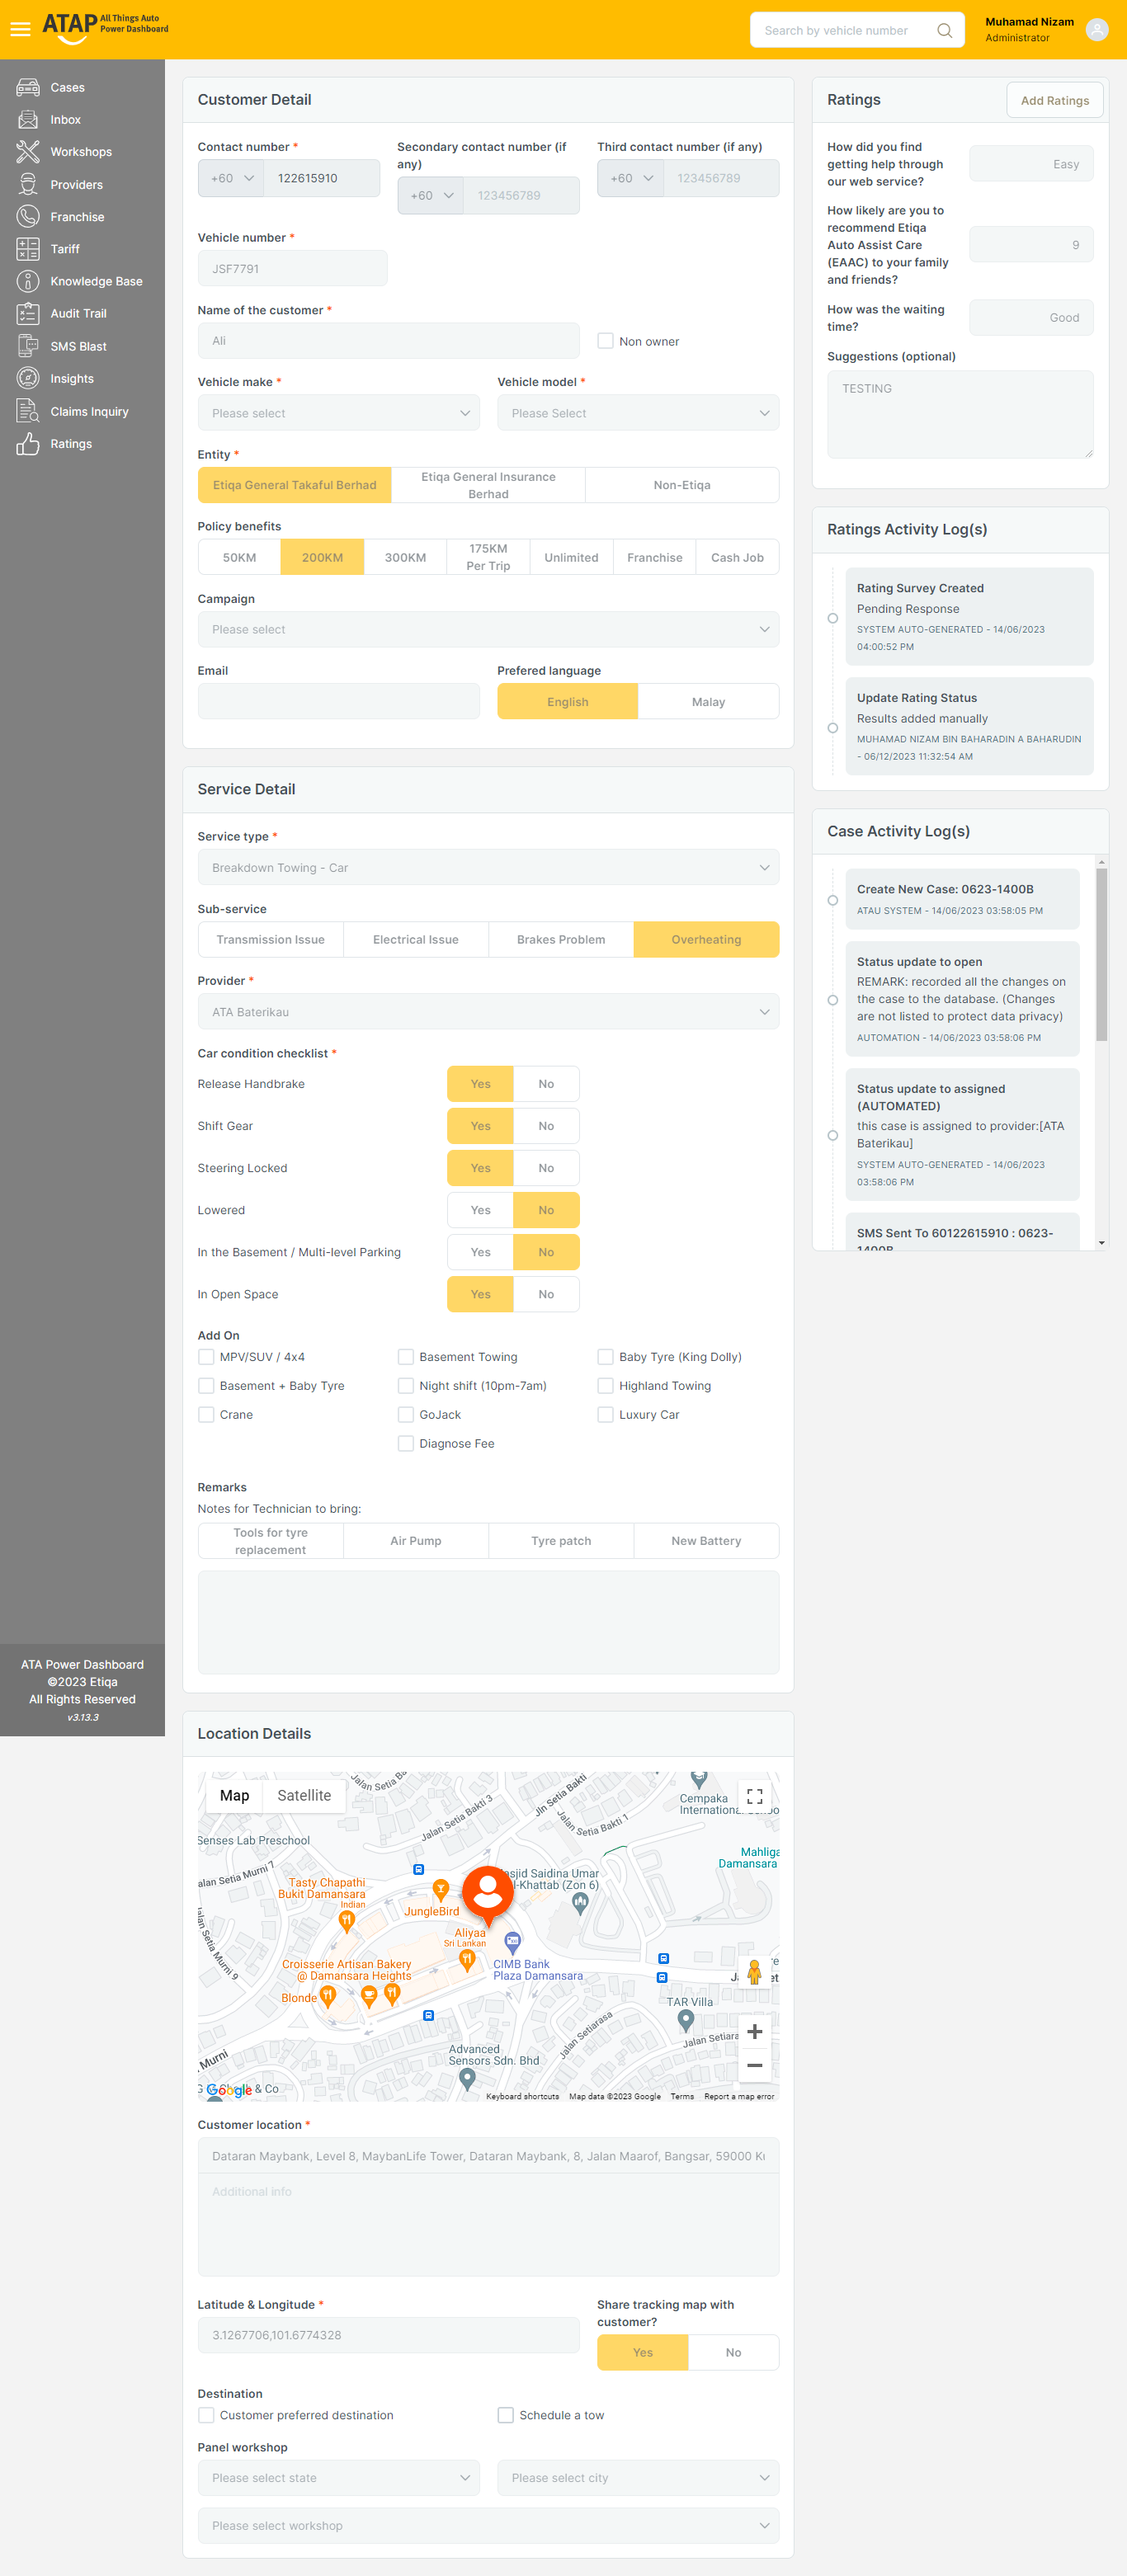 ATAP All Things Auto
Power Dashboard
Search by vehicle number
Muhamad Nizam
Administrator
Cases
Inbox
Workshops
Providers
Franchise
Tariff
Knowledge Base
Audit Trail
SMS Blast
Insights
Claims Inquiry
Ratings
ATA Power Dashboard
©2023 Etiqa
All Rights Reserved
v3.13.3
Customer Detail
Contact number *
+60 122615910
Secondary contact number (if
any)
+60 123456789
Third contact number (if any)
+60 123456789
Vehicle number *
JSF7791
Name of the customer *
Ali
Non owner
Vehicle make *
Please select
Vehicle model *
Please Select
Entity *
Etiqa General Takaful Berhad
Etiqa General Insurance
Berhad
Non-Etiqa
Policy benefits
50KM
200KM
300KM
175KM
Per Trip
Unlimited
Franchise
Cash Job
Campaign
Please select
Email
Prefered language
English
Malay
Service Detail
Service type *
Breakdown Towing - Car
Sub-service
Transmission Issue
Electrical Issue
Brakes Problem
Overheating
Provider *
ATA Baterikau
Car condition checklist *
Release Handbrake Yes No
Shift Gear Yes No
Steering Locked Yes No
Lowered Yes No
In the Basement / Multi-level Parking Yes No
In Open Space Yes No
Add On
MPV/SUV / 4x4
Basement Towing
Baby Tyre (King Dolly)
Basement + Baby Tyre
Night shift (10pm-7am)
Highland Towing
Crane
GoJack
Luxury Car
Diagnose Fee
Remarks
Notes for Technician to bring:
Tools for tyre
replacement
Air Pump
Tyre patch
New Battery
Location Details
Map
Satellite
Jalan Setia Ba
Jalan Setia Bakti 3
Jln Setia Bakti
Jalan Setia Bakti 1
Cempaka
International
Senses Lab Preschool
Mahliga
Damansara
alan Setia Murni 7
Tasty Chapathi
Bukit Damansara
Indian
asjid Saidina Umar
l-Khattab (Zon 6)
JungleBird
Aliyaa
Sri Lankan
Jalan Setia Murni 9
Croisserie Artisan Bakery
@ Damansara Heights
CIMB Bank
Plaza Damansara
Blonde
TAR Villa
Jalan Setiarasa
Jalan Setiara
Murni
Advanced
Sensors Sdn. Bhd
& Co
Google
Keyboard shortcuts
Map data ©2023 Google
Terms
Report a map error
Customer location *
Dataran Maybank, Level 8, MaybanLife Tower, Dataran Maybank, 8, Jalan Maarof, Bangsar, 59000 Ku
Additional info
Latitude & Longitude *
3.1267706,101.6774328
Share tracking map with
customer?
Yes
No
Destination
Customer preferred destination
Schedule a tow
Panel workshop
Please select state
Please select city
Please select workshop
Ratings
Add Ratings
How did you find
getting help through
our web service?
Easy
How likely are you to
recommend Etiqa
Auto Assist Care
(EAAC) to your family
and friends?
9
How was the waiting
time?
Good
Suggestions (optional)
TESTING
Ratings Activity Log(s)
Rating Survey Created
Pending Response
SYSTEM AUTO-GENERATED - 14/06/2023
04:00:52 PM
Update Rating Status
Results added manually
MUHAMAD NIZAM BIN BAHARADIN A BAHARUDIN
- 06/12/2023 11:32:54 AM
Case Activity Log(s)
Create New Case: 0623-1400B
ATAU SYSTEM - 14/06/2023 03:58:05 PM
Status update to open
REMARK: recorded all the changes on
the case to the database. (Changes
are not listed to protect data privacy)
AUTOMATION - 14/06/2023 03:58:06 PM
Status update to assigned
(AUTOMATED)
this case is assigned to provider:[ATA
Baterikau]
SYSTEM AUTO-GENERATED - 14/06/2023
03:58:06 PM
SMS Sent To 60122615910 : 0623-
1400B